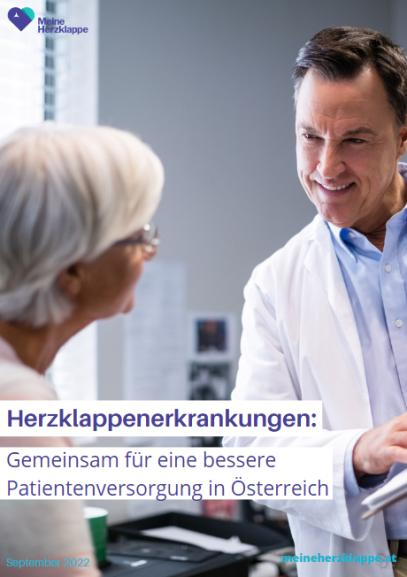 Meine
Herzklappe
Herzklappenerkrankungen:
Gemeinsam für eine bessere
Patientenversorgung in Österreich
September 2022
meineherzklappe.at